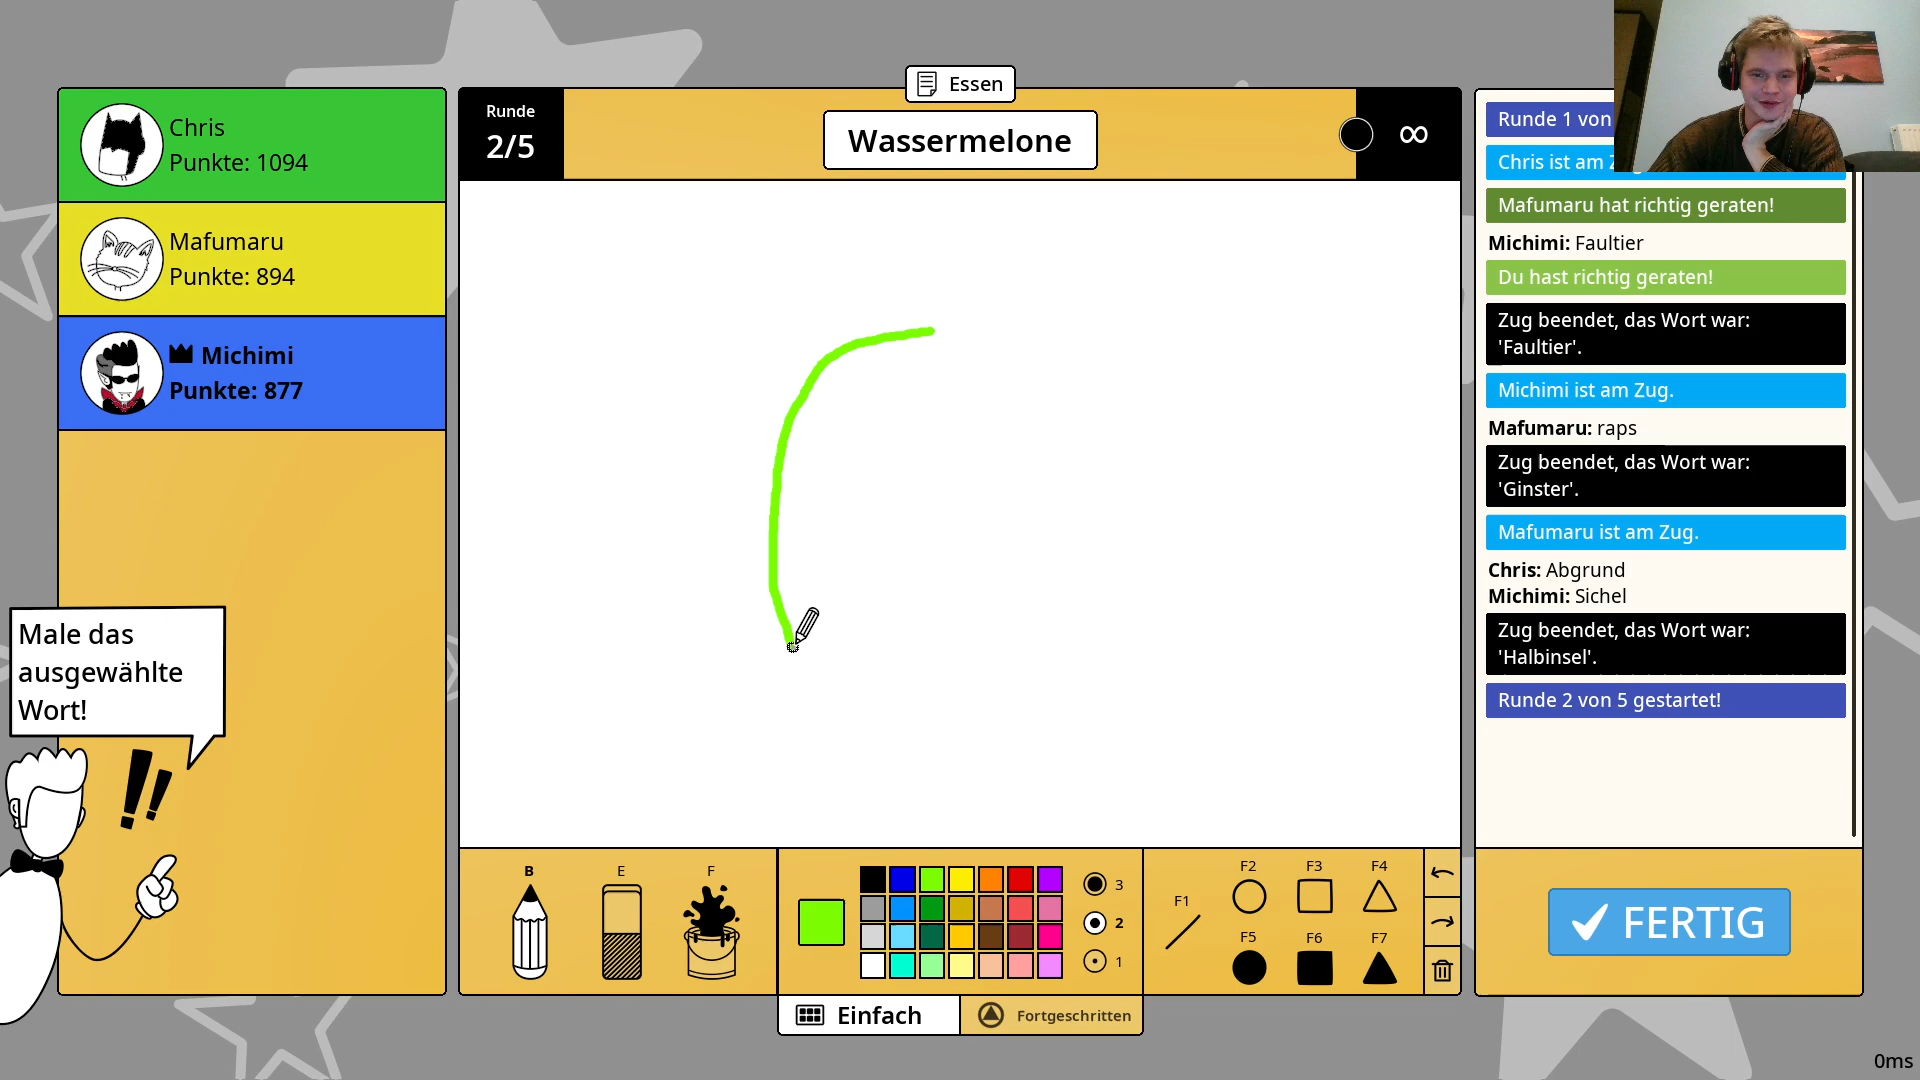 Essen
Runde
2/5
Wassermelone
∞
Chris
Punkte: 1094
Mafumaru
Punkte: 894
Michimi
Punkte: 877
Male das
ausgewählte
Wort!
Runde 1 von
Chris ist am
Mafumaru hat richtig geraten!
Michimi: Faultier
Du hast richtig geraten!
Zug beendet, das Wort war:
'Faultier'.
Michimi ist am Zug.
Mafumaru: raps
Zug beendet, das Wort war:
'Ginster'.
Mafumaru ist am Zug.
Chris: Abgrund
Michimi: Sichel
Zug beendet, das Wort war:
'Halbinsel'.
Runde 2 von 5 gestartet!
B
E
F
3
2
1
F1
F2
F3
F4
F5
F6
F7
FERTIG
Einfach
Fortgeschritten
0ms